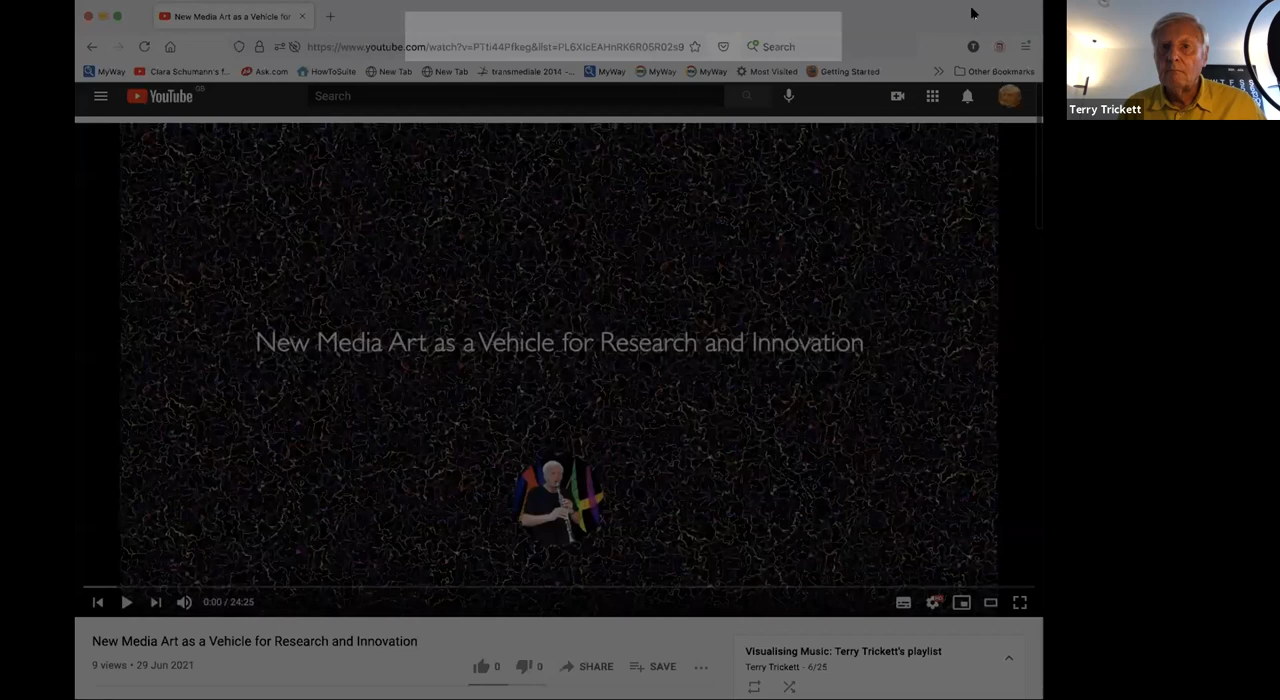 New Media Art as a Vehicle for
https://www.youtube.com/watch?v=PTti44Pfkeg&list=PL6XIcEAHnRK6R05R02s9
Search
MyWay
Clara Schumann's f...
Ask.com
HowToSuite
New Tab
New Tab
transmediale 2014 -...
MyWay
MyWay
MyWay
Most Visited
Getting Started
Other Bookmarks
YouTube GB
Search
New Media Art as a Vehicle for Research and Innovation
0:00 / 24:25
New Media Art as a Vehicle for Research and Innovation
9 views • 29 Jun 2021
0
0
SHARE
SAVE
Visualising Music: Terry Trickett's playlist
Terry Trickett - 6/25
Terry Trickett